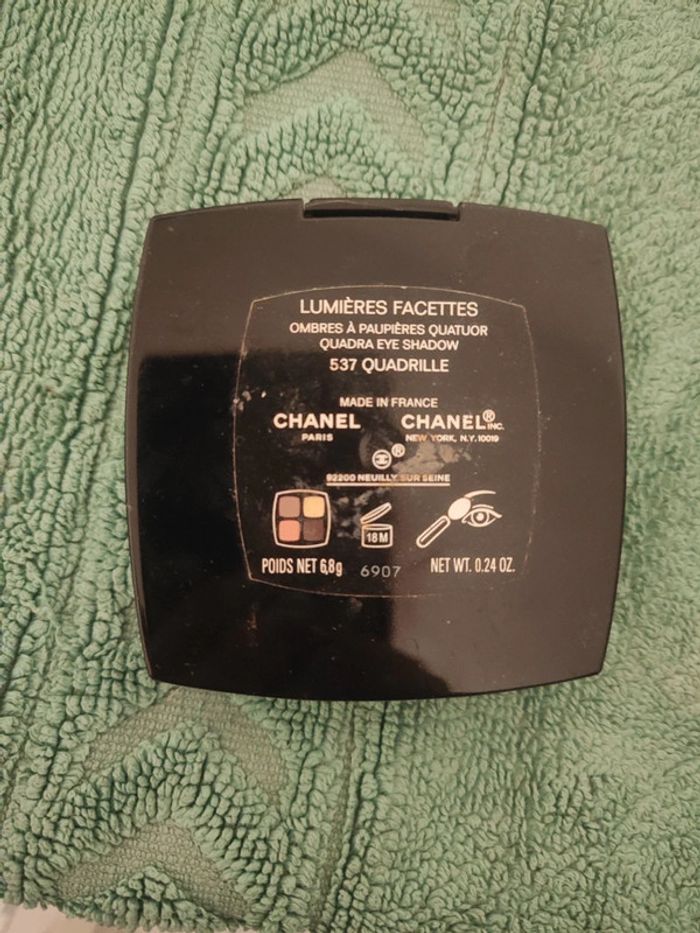 LUMIÈRES FACETTES
OMBRES À PAUPIÈRES QUATUOR
QUADRA EYE SHADOW
537 QUADRILLE
MADE IN FRANCE
CHANEL CHANEL® INC.
PARIS NEW YORK, N.Y. 10019
®
92200 NEUILLY SUR SEINE
18 M
POIDS NET 6,8g 6907 NET WT. 0.24 OZ.